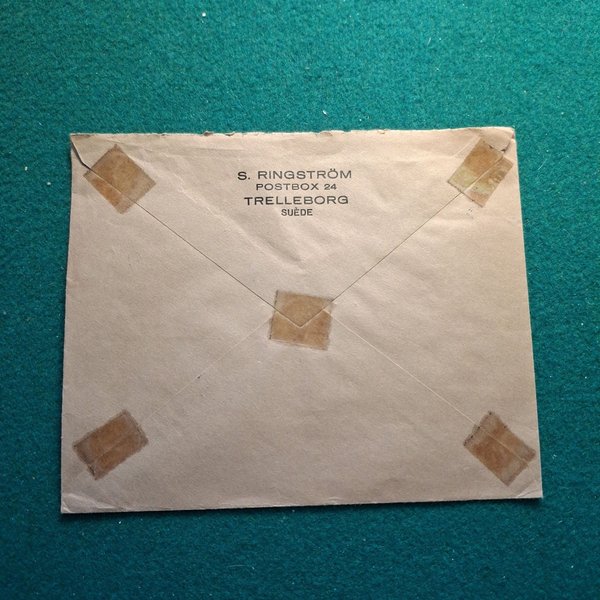 S. RINGSTRÖM
POSTBOX 24
TRELLEBORG
SUÈDE